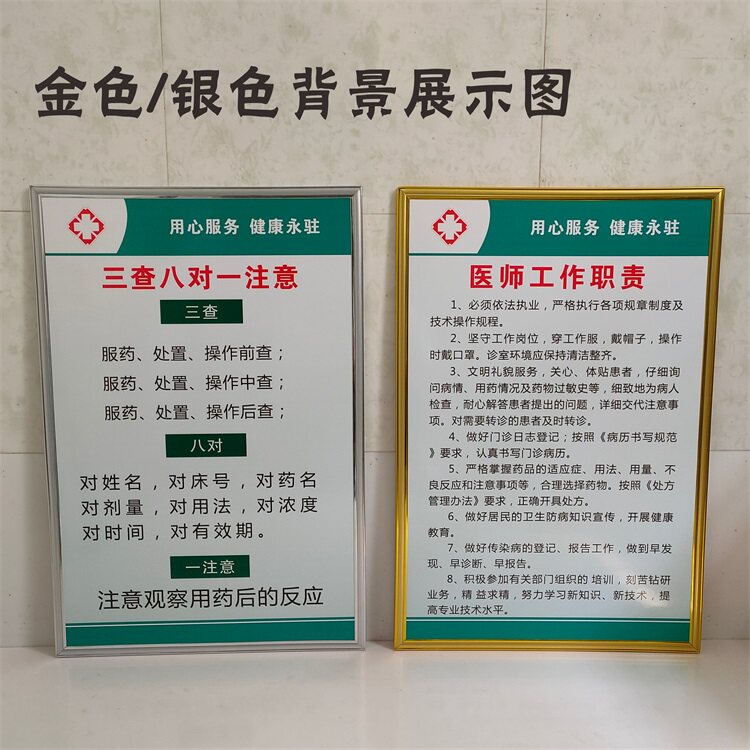 金色/银色背景展示图
用心服务 健康永驻
三查八对一注意
三查
服药、处置、操作前查；
服药、处置、操作中查；
服药、处置、操作后查；
八对
对姓名，对床号，对药名
对剂量，对用法，对浓度
对时间，对有效期。
一注意
注意观察用药后的反应
用心服务 健康永驻
医师工作职责
1、必须依法执业，严格执行各项规章制度及
技术操作规程。
2、坚守工作岗位，穿工作服，戴帽子，操作
时戴口罩。诊室环境应保持清洁整齐。
3、文明礼貌服务，关心、体贴患者，仔细询
问病情、用药情况及药物过敏史等，细致地为病人
检查，耐心解答患者提出的问题，详细交代注意事
项。对需要转诊的患者及时转诊。
4、做好门诊日志登记；按照《病历书写规范
》要求，认真书写门诊病历。
5、严格掌握药品的适应症、用法、用量、不
良反应和注意事项等，合理选择药物。按照《处方
管理办法》要求，正确开具处方。
6、做好居民的卫生防病知识宣传，开展健康
教育。
7、做好传染病的登记、报告工作，做到早发
现、早诊断、早报告。
8、积极参加有关部门组织的 培训，刻苦钻研
业务，精 益求精，努力学习新知识、新技术，提
高专业技术水平。